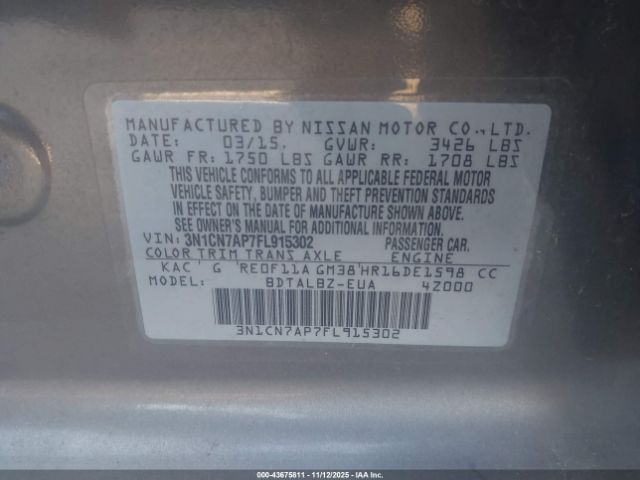 MANUFACTURED BY NISSAN MOTOR CO., LTD.
DATE: 03/15. GVWR: 3426 LBS
GAWR FR: 1750 LBS GAWR RR: 1708 LBS
THIS VEHICLE CONFORMS TO ALL APPLICABLE FEDERAL MOTOR
VEHICLE SAFETY, BUMPER AND THEFT PREVENTION STANDARDS
IN EFFECT ON THE DATE OF MANUFACTURE SHOWN ABOVE.
SEE OWNER'S MANUAL FOR ADDITIONAL INFORMATION.
VIN: 3N1CN7AP7FL915302 PASSENGER CAR.
COLOR TRIM TRANS AXLE ENGINE
KAC G RE0F11A GM38 HR16DE1598 CC
MODEL: BDTALBZ-EUA 4Z000
3N1CN7AP7FL915302
000-43675811 - 11/12/2025 - IAA Inc.